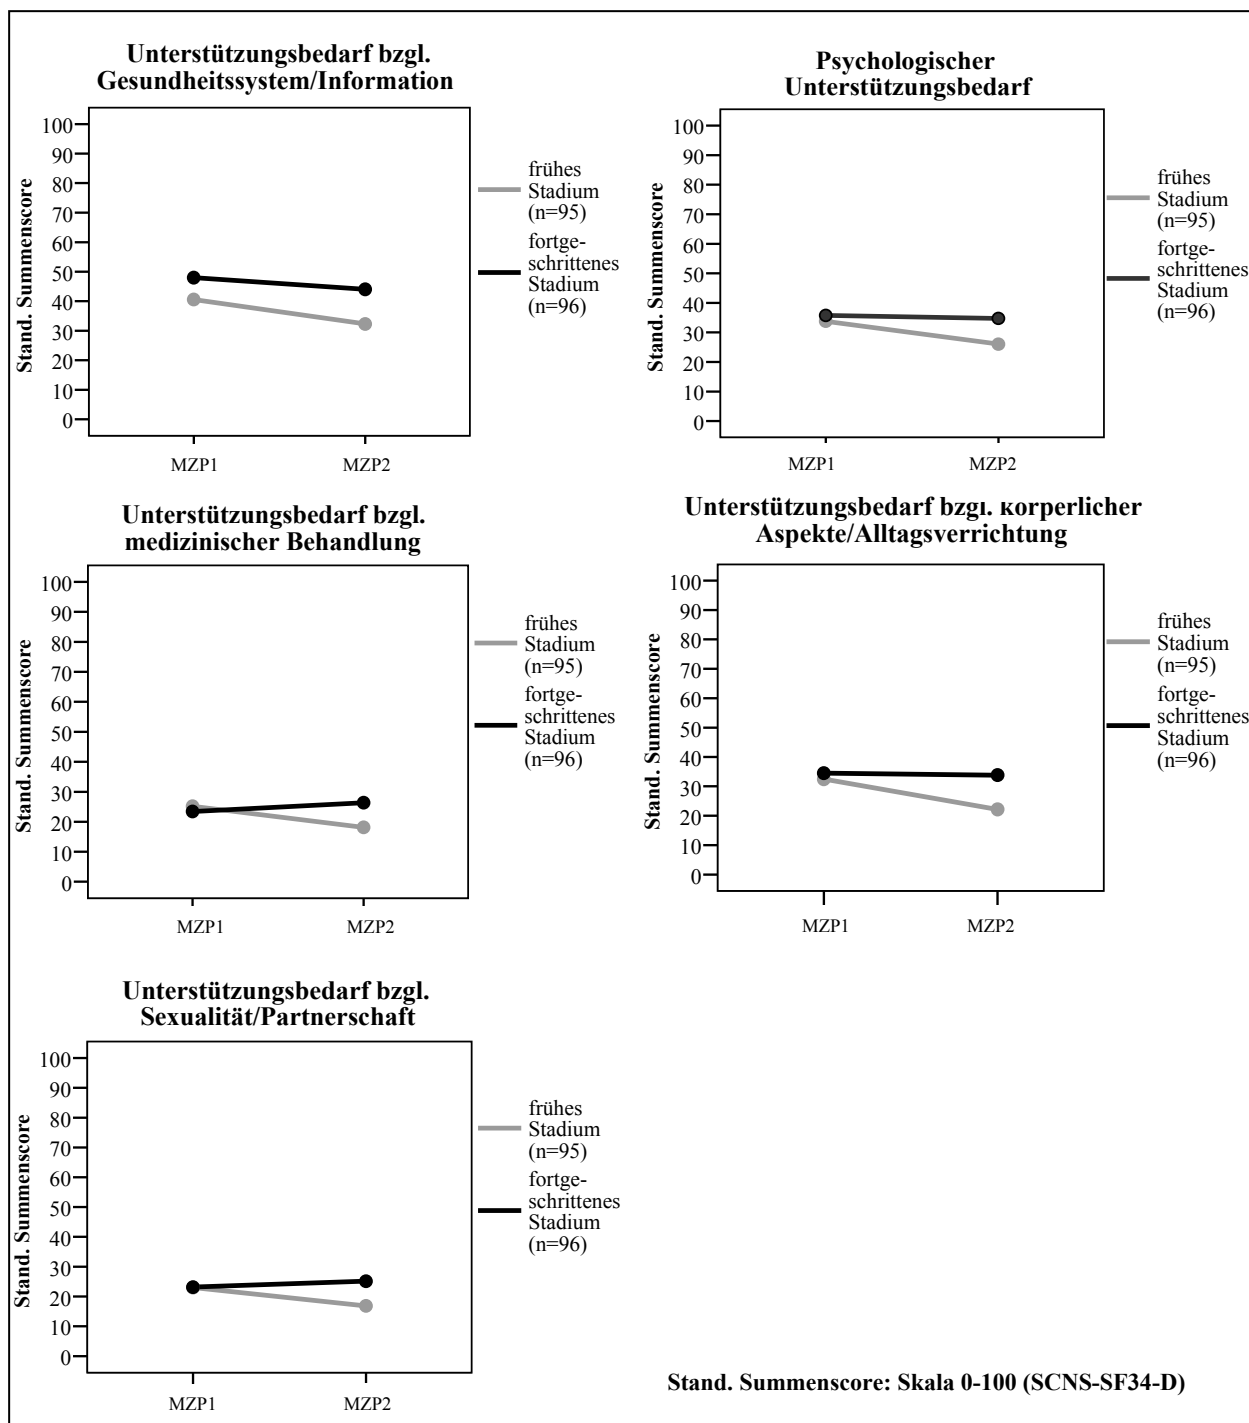 Unterstützungsbedarf bzgl.
Gesundheitssystem/Information
Stand. Summenscore
100
90
80
70
60
50
40
30
20
10
0
MZP1 MZP2
frühes
Stadium
(n=95)
fortge-
schrittenes
Stadium
(n=96)
Psychologischer
Unterstützungsbedarf
Stand. Summenscore
100
90
80
70
60
50
40
30
20
10
0
MZP1 MZP2
frühes
Stadium
(n=95)
fortge-
schrittenes
Stadium
(n=96)
Unterstützungsbedarf bzgl.
medizinischer Behandlung
Stand. Summenscore
100
90
80
70
60
50
40
30
20
10
0
MZP1 MZP2
frühes
Stadium
(n=95)
fortge-
schrittenes
Stadium
(n=96)
Unterstützungsbedarf bzgl. körperlicher
Aspekte/Alltagsverrichtung
Stand. Summenscore
100
90
80
70
60
50
40
30
20
10
0
MZP1 MZP2
frühes
Stadium
(n=95)
fortge-
schrittenes
Stadium
(n=96)
Unterstützungsbedarf bzgl.
Sexualität/Partnerschaft
Stand. Summenscore
100
90
80
70
60
50
40
30
20
10
0
MZP1 MZP2
frühes
Stadium
(n=95)
fortge-
schrittenes
Stadium
(n=96)
Stand. Summenscore: Skala 0-100 (SCNS-SF34-D)